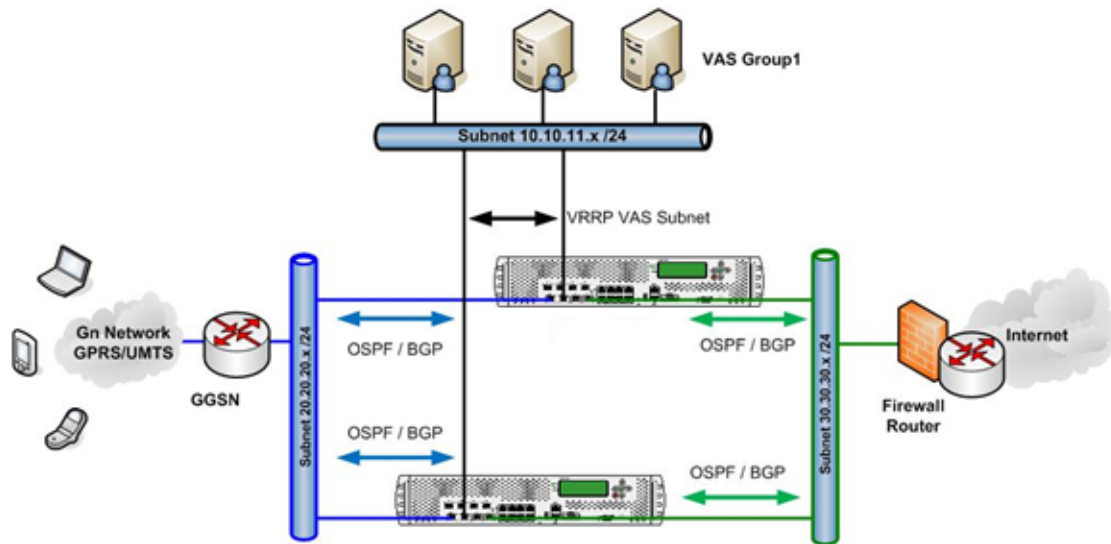 VAS Group1
Subnet 10.10.11.x /24
VRRP VAS Subnet
Gn Network
GPRS/UMTS
GGSN
Subnet 20.20.20.x /24
OSPF / BGP
OSPF / BGP
OSPF / BGP
OSPF / BGP
Subnet 30.30.30.x /24
Firewall
Router
Internet